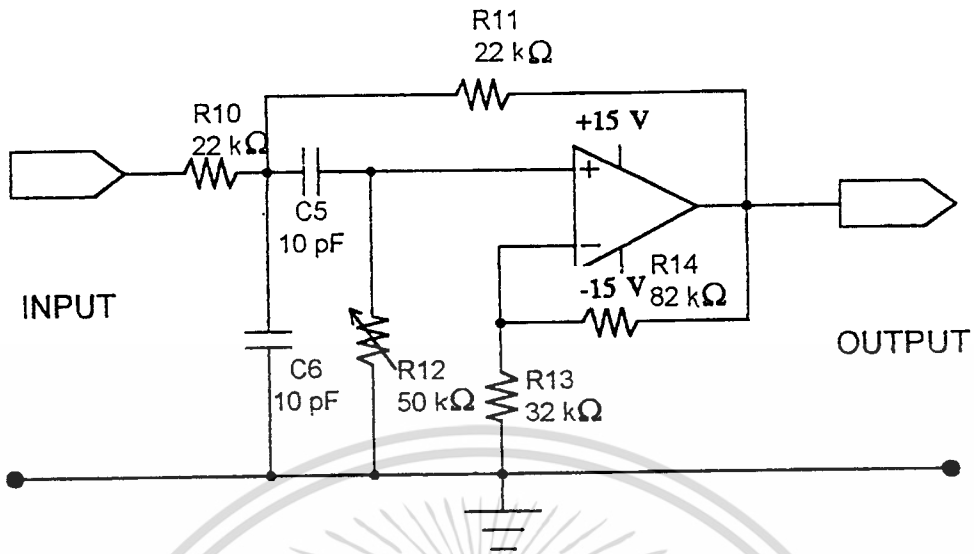 R11
22 kΩ
R10
22 kΩ
+15 V
+
C5
10 pF
−
-15 V
R14
82 kΩ
INPUT
OUTPUT
C6
10 pF
R12
50 kΩ
R13
32 kΩ